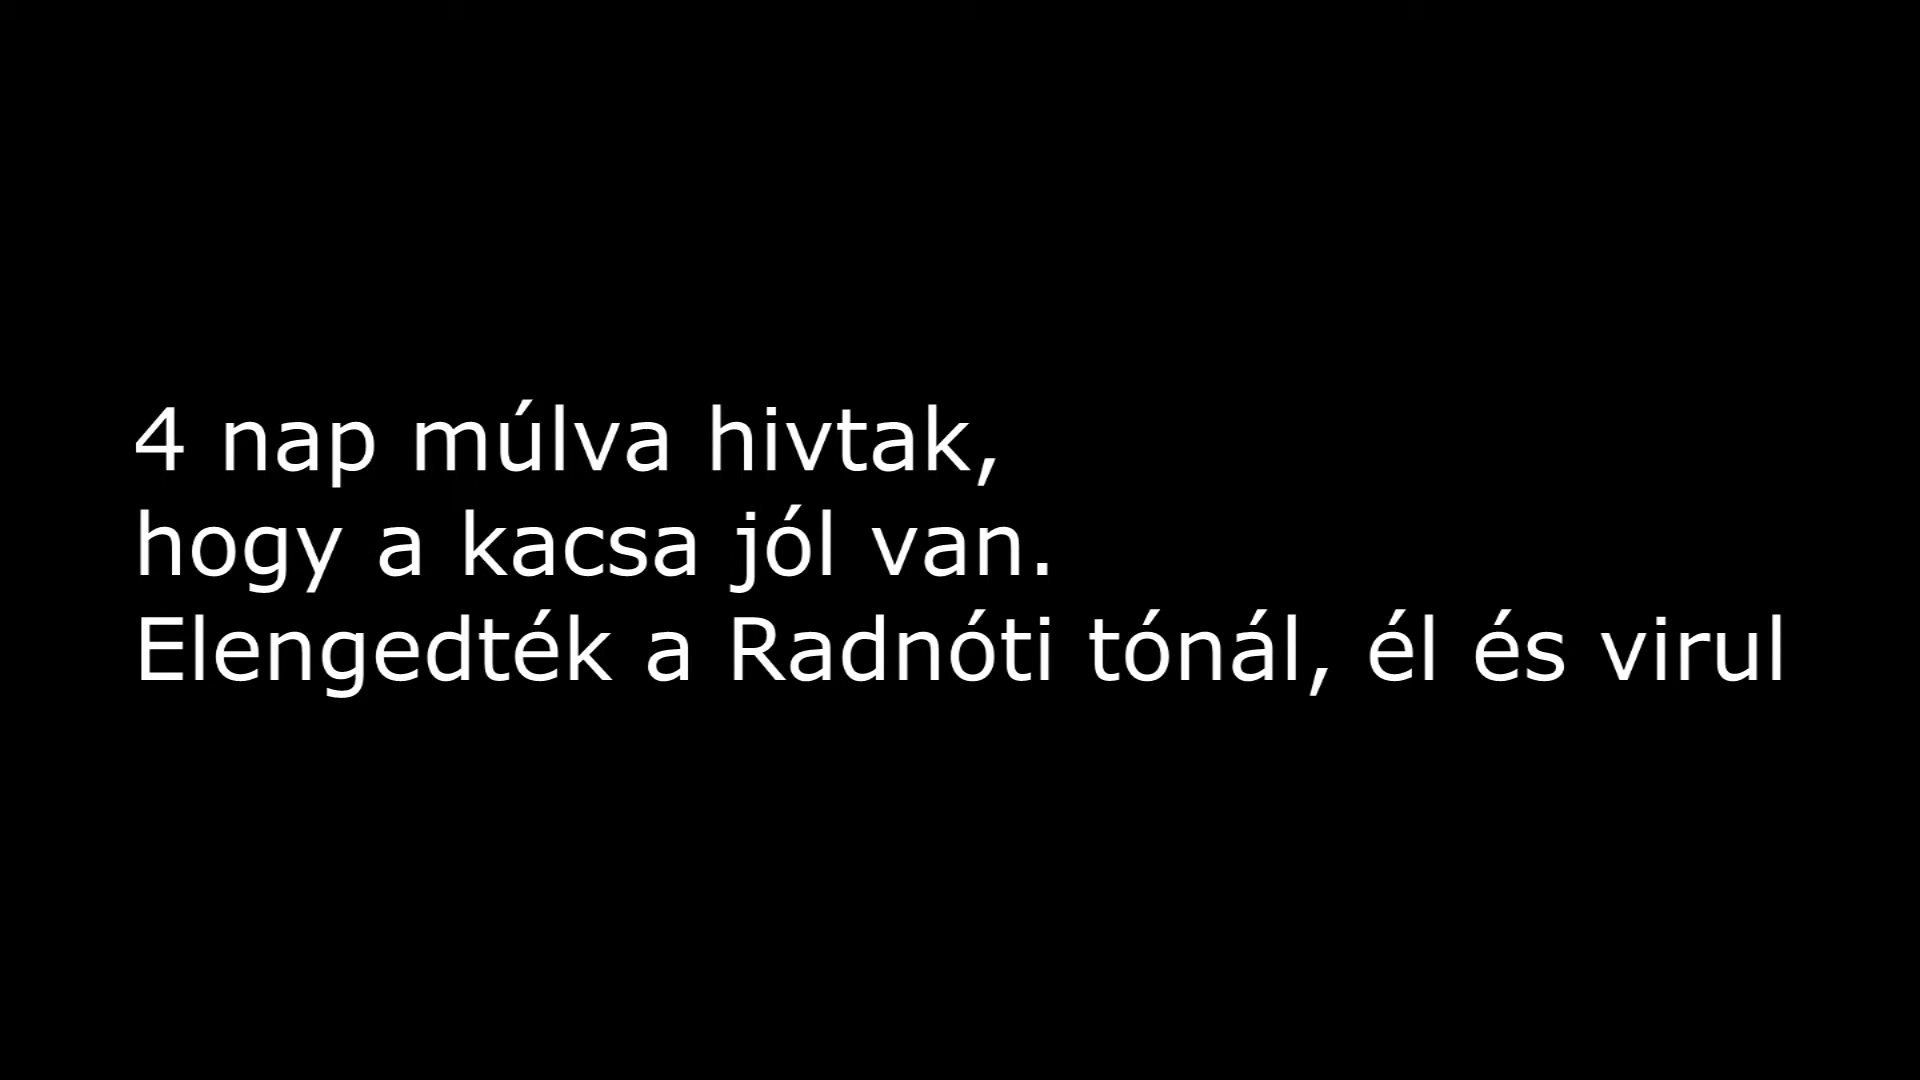 4 nap múlva hivtak,
hogy a kacsa jól van.
Elengedték a Radnóti tónál, él és virul